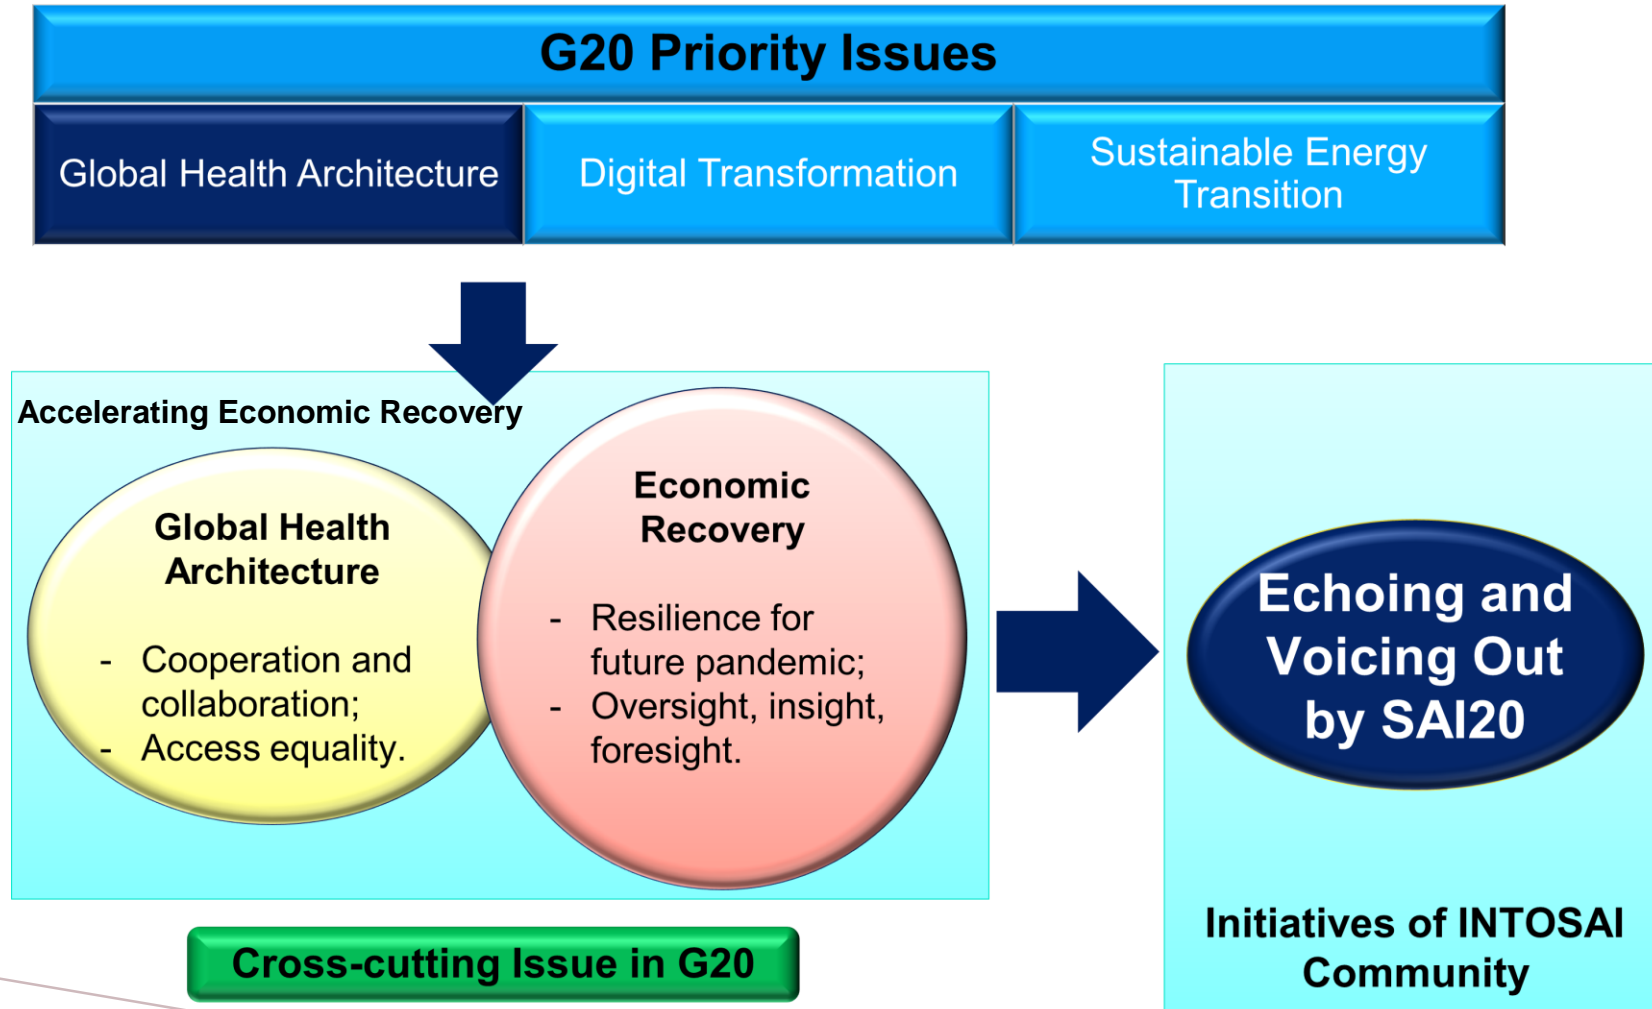 G20 Priority Issues
Global Health Architecture
Digital Transformation
Sustainable Energy
Transition
Accelerating Economic Recovery
Global Health
Architecture
- Cooperation and
collaboration;
- Access equality.
Economic
Recovery
- Resilience for
future pandemic;
- Oversight, insight,
foresight.
Echoing and
Voicing Out
by SAI20
Initiatives of INTOSAI
Community
Cross-cutting Issue in G20